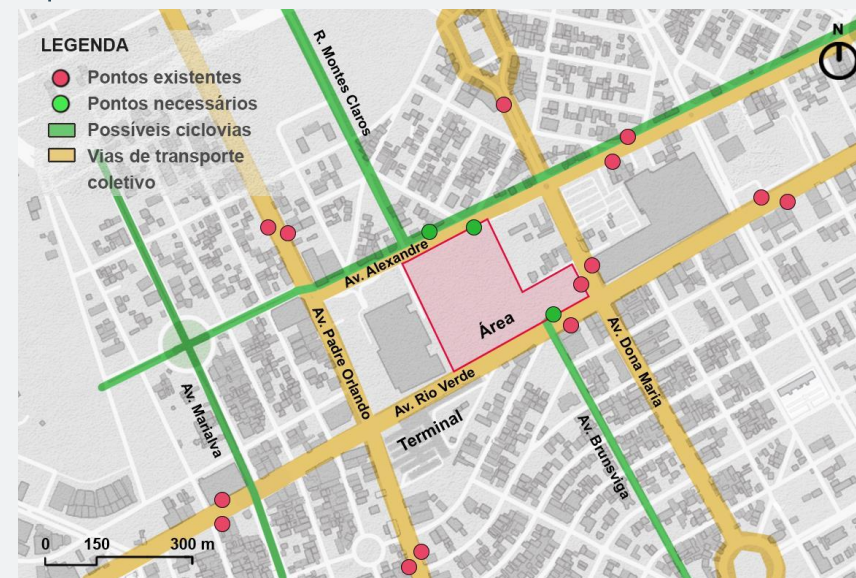 LEGENDA
Pontos existentes
Pontos necessários
Possíveis ciclovias
Vias de transporte
coletivo
R. Montes Claros
N
Av. Alexandre
Área
Av. Padre Orlando
Av. Dona Maria
Av. Rio Verde
Terminal
Av. Marialva
Av. Brunsviga
0 150 300 m